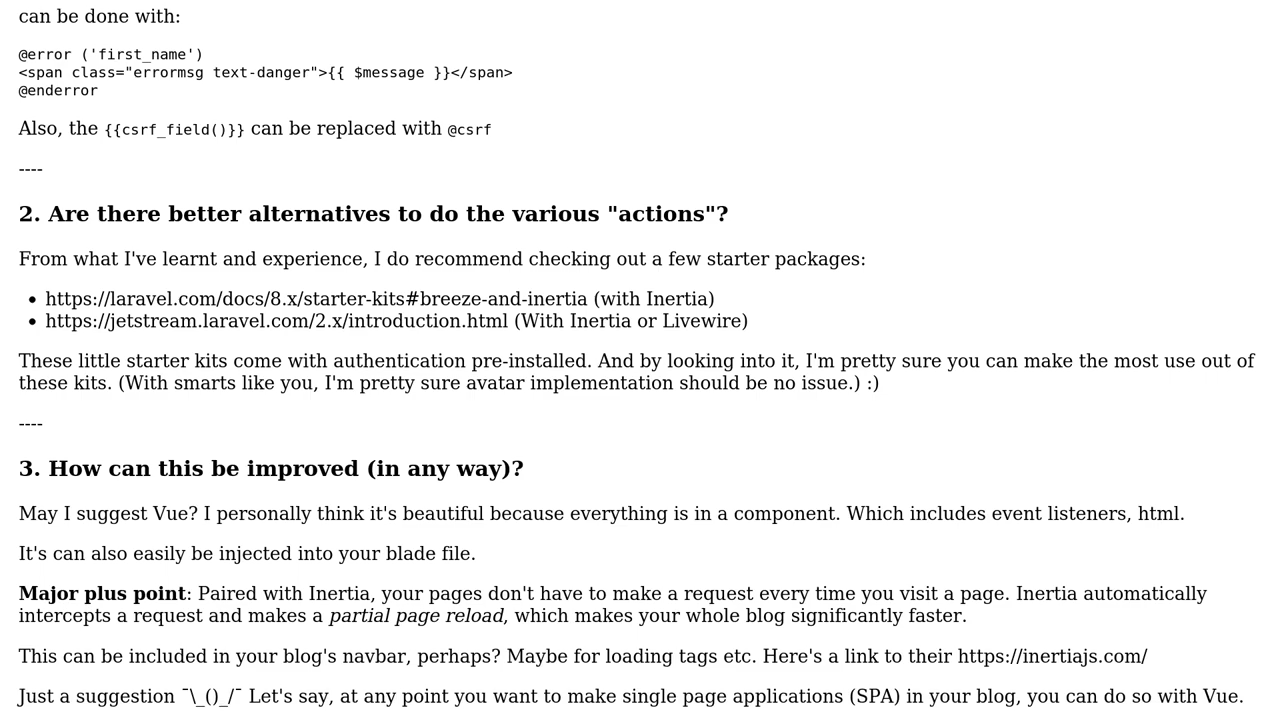 can be done with:
@error ('first_name')
<span class="errormsg text-danger">{{ $message }}</span>
@enderror
Also, the {{csrf_field()}} can be replaced with @csrf
----
2. Are there better alternatives to do the various "actions"?
From what I've learnt and experience, I do recommend checking out a few starter packages:
• https://laravel.com/docs/8.x/starter-kits#breeze-and-inertia (with Inertia)
• https://jetstream.laravel.com/2.x/introduction.html (With Inertia or Livewire)
These little starter kits come with authentication pre-installed. And by looking into it, I'm pretty sure you can make the most use out of
these kits. (With smarts like you, I'm pretty sure avatar implementation should be no issue.) :)
----
3. How can this be improved (in any way)?
May I suggest Vue? I personally think it's beautiful because everything is in a component. Which includes event listeners, html.
It's can also easily be injected into your blade file.
Major plus point: Paired with Inertia, your pages don't have to make a request every time you visit a page. Inertia automatically
intercepts a request and makes a partial page reload, which makes your whole blog significantly faster.
This can be included in your blog's navbar, perhaps? Maybe for loading tags etc. Here's a link to their https://inertiajs.com/
Just a suggestion ¯\_()_/¯ Let's say, at any point you want to make single page applications (SPA) in your blog, you can do so with Vue.